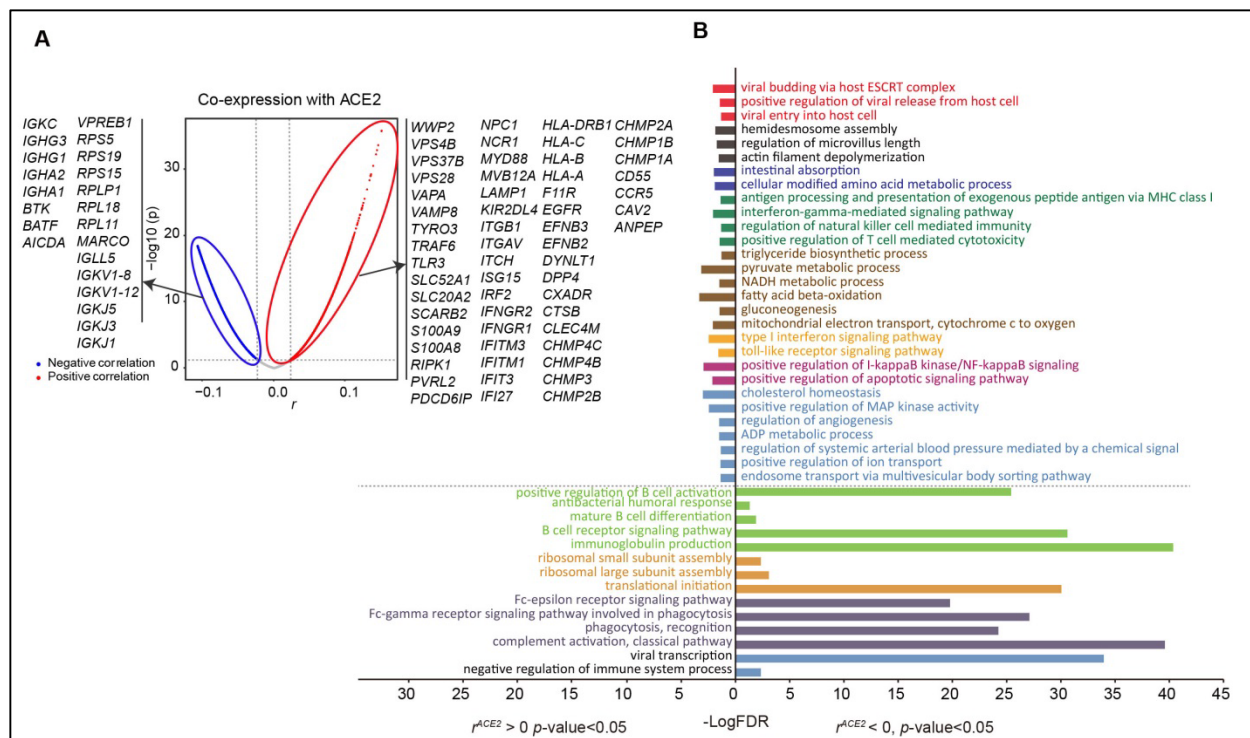 A
Co-expression with ACE2
IGKC VPREB1
IGHG3 RPS5
IGHG1 RPS19
IGHA2 RPS15
IGHA1 RPLP1
BTK RPL18
BATF RPL11
AICDA MARCO
IGLL5
IGKV1-8
IGKV1-12
IGKJ5
IGKJ3
IGKJ1
Negative correlation
Positive correlation
−log10 (p)
30
20
10
0
−0.1 0.0 0.1
r
WWP2 NPC1 HLA-DRB1 CHMP2A
VPS4B NCR1 HLA-C CHMP1B
VPS37B MYD88 HLA-B CHMP1A
VPS28 MVB12A HLA-A CD55
VAPA LAMP1 F11R CCR5
VAMP8 KIR2DL4 EGFR CAV2
TYRO3 ITGB1 EFNB3 ANPEP
TRAF6 ITGAV EFNB2
TLR3 ITCH DYNLT1
SLC52A1 ISG15 DPP4
SLC20A2 IRF2 CXADR
SCARB2 IFNGR2 CTSB
S100A9 IFNGR1 CLEC4M
S100A8 IFITM3 CHMP4C
RIPK1 IFITM1 CHMP4B
PVRL2 IFIT3 CHMP3
PDCD6IP IFI27 CHMP2B
B
viral budding via host ESCRT complex
positive regulation of viral release from host cell
viral entry into host cell
hemidesmosome assembly
regulation of microvillus length
actin filament depolymerization
intestinal absorption
cellular modified amino acid metabolic process
antigen processing and presentation of exogenous peptide antigen via MHC class I
interferon-gamma-mediated signaling pathway
regulation of natural killer cell mediated immunity
positive regulation of T cell mediated cytotoxicity
triglyceride biosynthetic process
pyruvate metabolic process
NADH metabolic process
fatty acid beta-oxidation
gluconeogenesis
mitochondrial electron transport, cytochrome c to oxygen
type I interferon signaling pathway
toll-like receptor signaling pathway
positive regulation of I-kappaB kinase/NF-kappaB signaling
positive regulation of apoptotic signaling pathway
cholesterol homeostasis
positive regulation of MAP kinase activity
regulation of angiogenesis
ADP metabolic process
regulation of systemic arterial blood pressure mediated by a chemical signal
positive regulation of ion transport
endosome transport via multivesicular body sorting pathway
positive regulation of B cell activation
antibacterial humoral response
mature B cell differentiation
B cell receptor signaling pathway
immunoglobulin production
ribosomal small subunit assembly
ribosomal large subunit assembly
translational initiation
Fc-epsilon receptor signaling pathway
Fc-gamma receptor signaling pathway involved in phagocytosis
phagocytosis, recognition
complement activation, classical pathway
viral transcription
negative regulation of immune system process
30 25 20 15 10 5 0 5 10 15 20 25 30 35 40 45
r^ACE2 > 0 p-value<0.05 -LogFDR r^ACE2 < 0, p-value<0.05